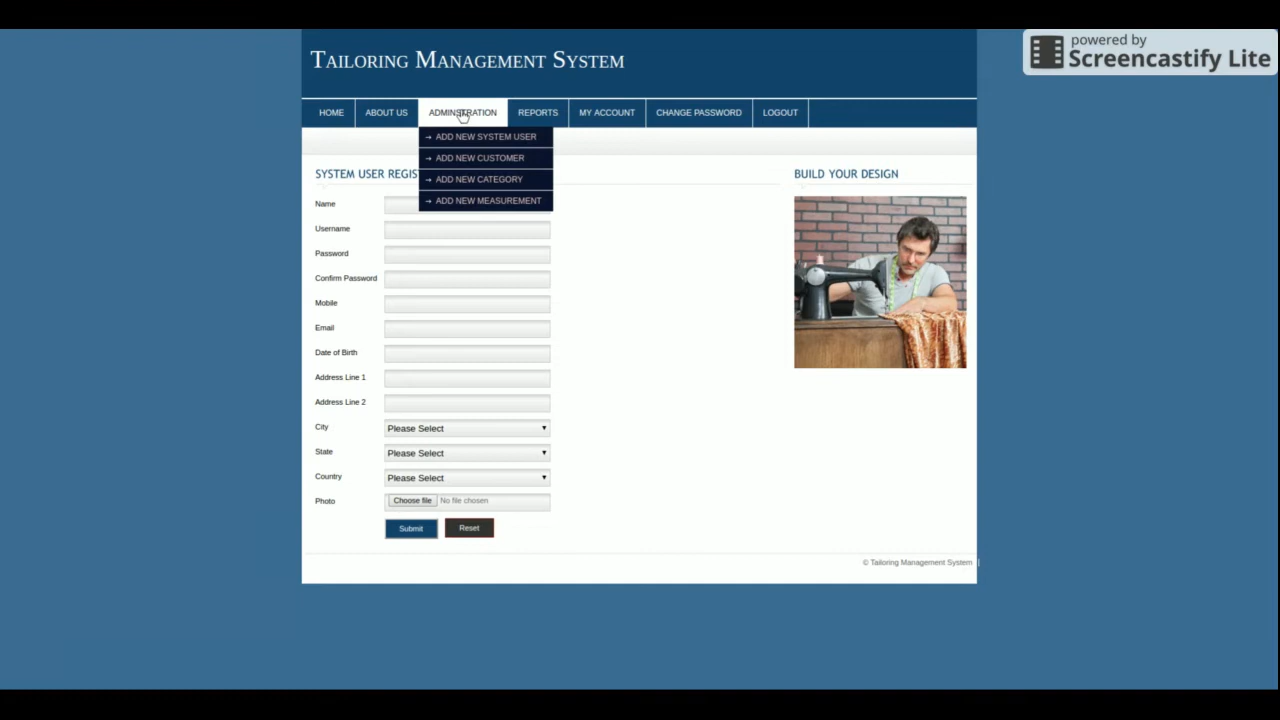 powered by
Screencastify Lite
Tailoring Management System
HOME ABOUT US ADMINISTRATION REPORTS MY ACCOUNT CHANGE PASSWORD LOGOUT
→ ADD NEW SYSTEM USER
→ ADD NEW CUSTOMER
→ ADD NEW CATEGORY
→ ADD NEW MEASUREMENT
SYSTEM USER
BUILD YOUR DESIGN
Name
Username
Password
Confirm Password
Mobile
Email
Date of Birth
Address Line 1
Address Line 2
City Please Select
State Please Select
Country Please Select
Photo Choose file No file chosen
Submit Reset
© Tailoring Management System